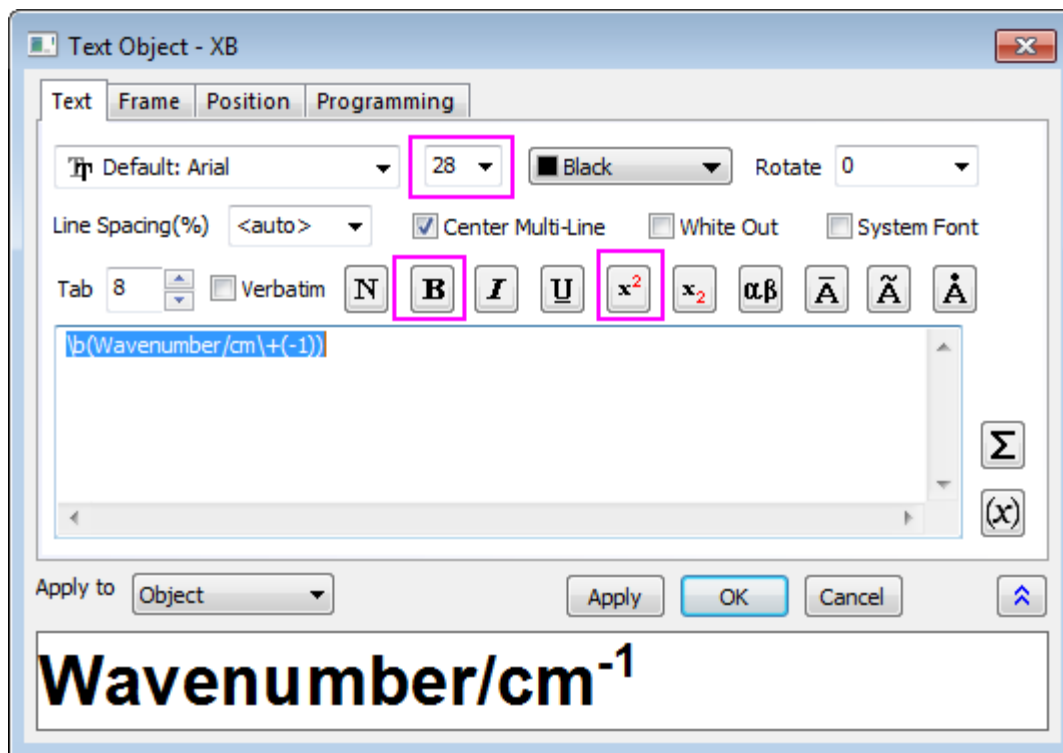 Text Object - XB
Text Frame Position Programming
Default: Arial 28 Black Rotate 0
Line Spacing(%) <auto> Center Multi-Line White Out System Font
Tab 8 Verbatim N B I U x² x₂ αβ Ā Ã Å
\b(Wavenumber/cm\+(-1))
Σ
(x)
Apply to Object Apply OK Cancel
Wavenumber/cm⁻¹